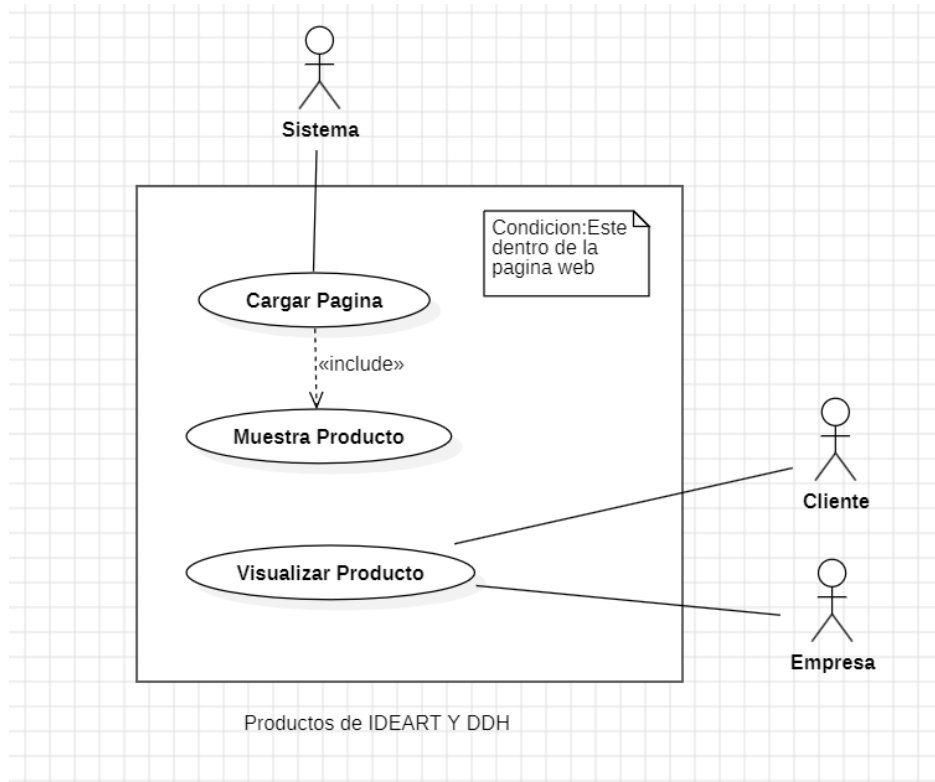 Sistema
Condicion:Este
dentro de la
pagina web
Cargar Pagina
«include»
Muestra Producto
Cliente
Visualizar Producto
Empresa
Productos de IDEART Y DDH